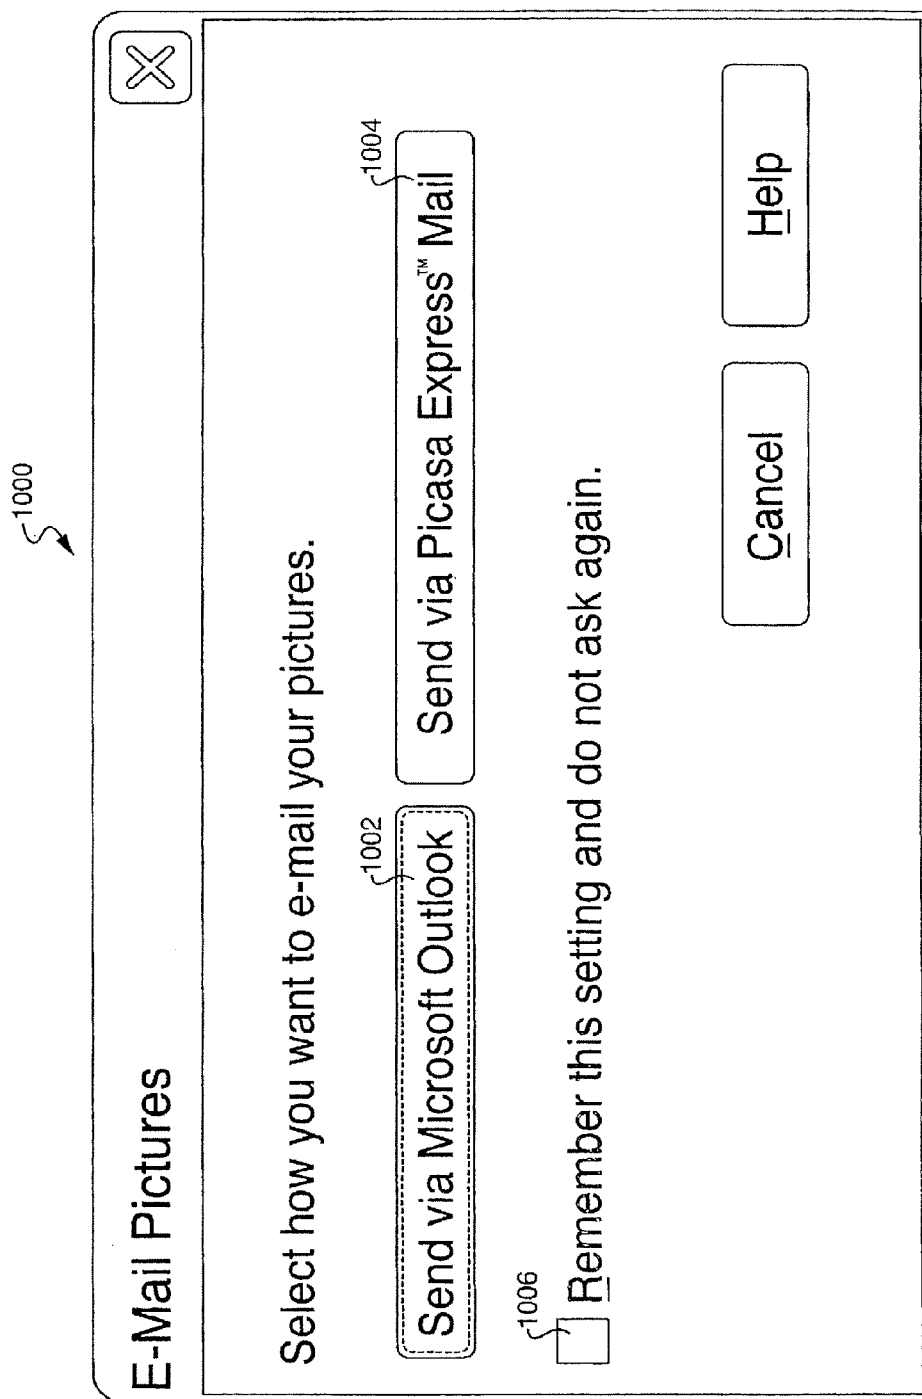 1000
E-Mail Pictures
Select how you want to e-mail your pictures.
1002
1004
Send via Microsoft Outlook
Send via Picasa Express™ Mail
1006
Remember this setting and do not ask again.
Cancel
Help